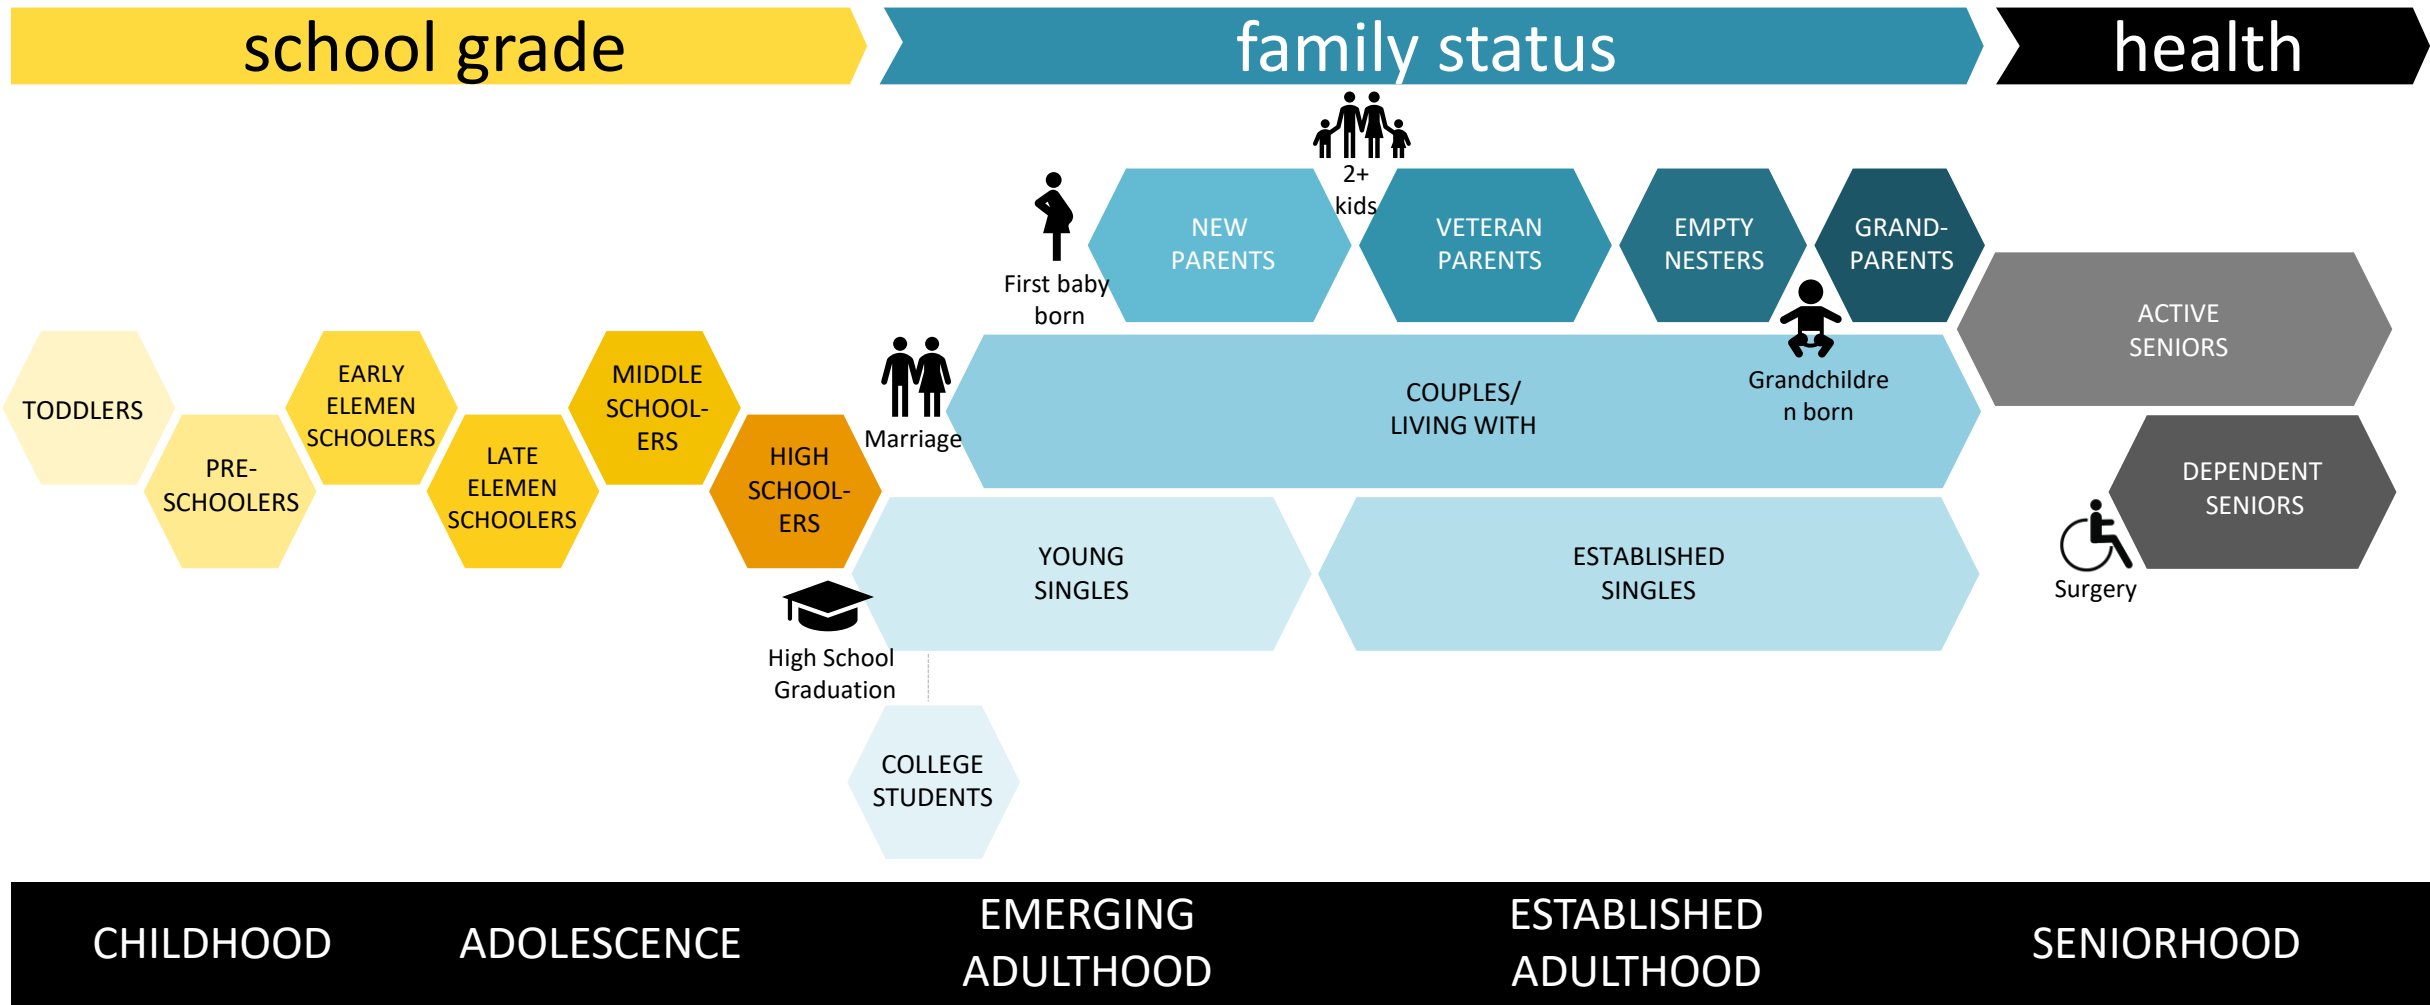 school grade
family status
health
2+
kids
First baby
born
NEW
PARENTS
VETERAN
PARENTS
EMPTY
NESTERS
GRAND-
PARENTS
ACTIVE
SENIORS
TODDLERS
PRE-
SCHOOLERS
EARLY
ELEMEN
SCHOOLERS
LATE
ELEMEN
SCHOOLERS
MIDDLE
SCHOOL-
ERS
HIGH
SCHOOL-
ERS
Marriage
COUPLES/
LIVING WITH
Grandchildre
n born
DEPENDENT
SENIORS
Surgery
YOUNG
SINGLES
ESTABLISHED
SINGLES
High School
Graduation
COLLEGE
STUDENTS
CHILDHOOD
ADOLESCENCE
EMERGING
ADULTHOOD
ESTABLISHED
ADULTHOOD
SENIORHOOD